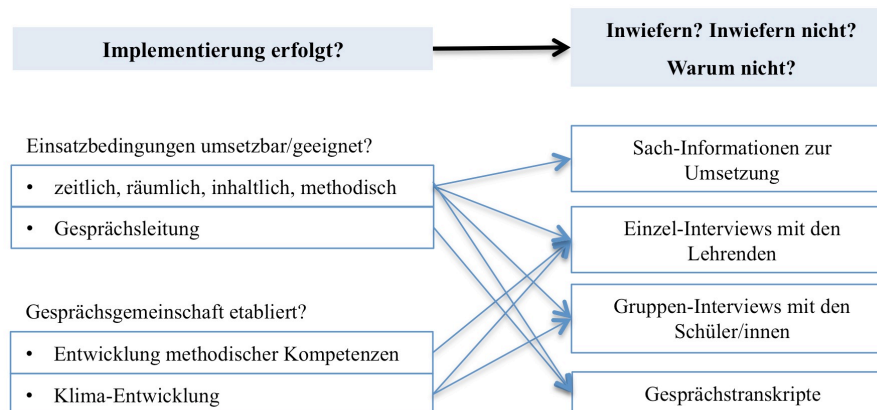 Implementierung erfolgt?
Inwiefern? Inwiefern nicht?
Warum nicht?
Einsatzbedingungen umsetzbar/geeignet?
• zeitlich, räumlich, inhaltlich, methodisch
• Gesprächsleitung
Gesprächsgemeinschaft etabliert?
• Entwicklung methodischer Kompetenzen
• Klima-Entwicklung
Sach-Informationen zur
Umsetzung
Einzel-Interviews mit den
Lehrenden
Gruppen-Interviews mit den
Schüler/innen
Gesprächstranskripte